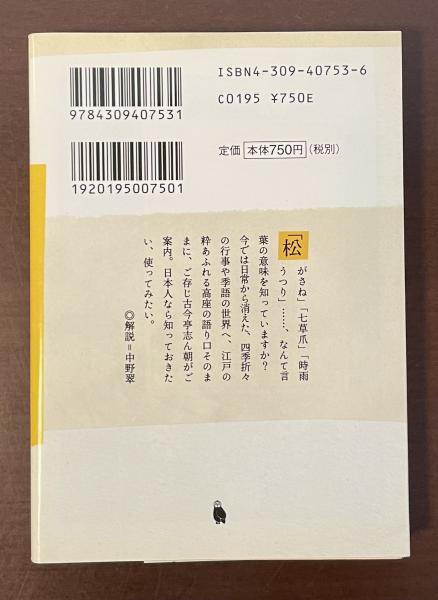 ISBN4-309-40753-6
C0195 ¥750E
9784309407531
定価 本体750円(税別)
1920195007501
「松がさね」「七草爪」「時雨
うつり」……、なんて言
葉の意味を知っていますか?
今では日常から消えた、四季折々
の行事や季語の世界へ、江戸の
粋あふれる高座の語り口そのま
まに、ご存じ古今亭志ん朝がご
案内。日本人なら知っておきた
い、使ってみたい。
◎解説=中野翠